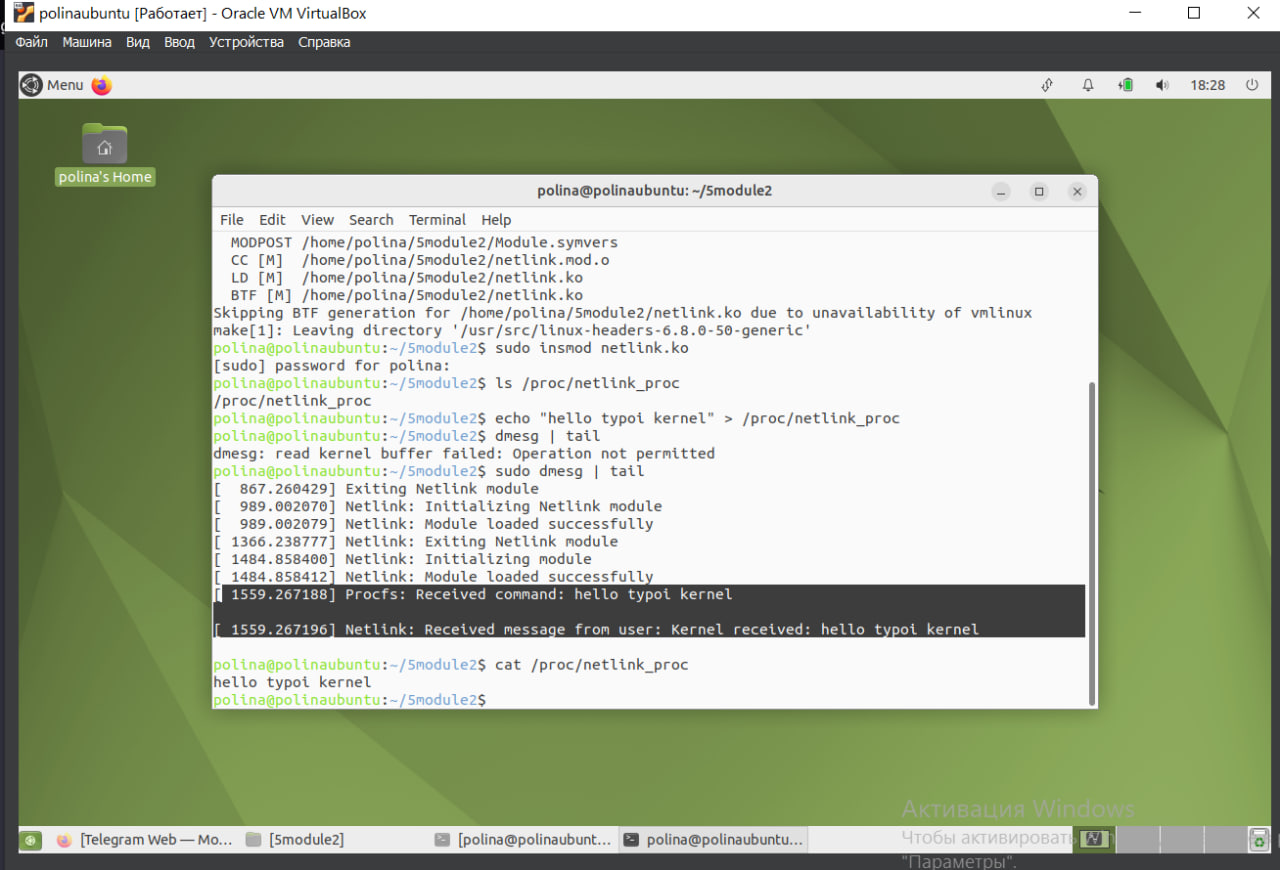 polinaubuntu [Работает] - Oracle VM VirtualBox
Файл Машина Вид Ввод Устройства Справка
Menu 18:28
polina's Home
polina@polinaubuntu: ~/5module2
File Edit View Search Terminal Help
MODPOST /home/polina/5module2/Module.symvers
CC [M] /home/polina/5module2/netlink.mod.o
LD [M] /home/polina/5module2/netlink.ko
BTF [M] /home/polina/5module2/netlink.ko
Skipping BTF generation for /home/polina/5module2/netlink.ko due to unavailability of vmlinux
make[1]: Leaving directory '/usr/src/linux-headers-6.8.0-50-generic'
polina@polinaubuntu:~/5module2$ sudo insmod netlink.ko
[sudo] password for polina:
polina@polinaubuntu:~/5module2$ ls /proc/netlink_proc
/proc/netlink_proc
polina@polinaubuntu:~/5module2$ echo "hello typoi kernel" > /proc/netlink_proc
polina@polinaubuntu:~/5module2$ dmesg | tail
dmesg: read kernel buffer failed: Operation not permitted
polina@polinaubuntu:~/5module2$ sudo dmesg | tail
[  867.260429] Exiting Netlink module
[  989.002070] Netlink: Initializing Netlink module
[  989.002079] Netlink: Module loaded successfully
[ 1366.238777] Netlink: Exiting Netlink module
[ 1484.858400] Netlink: Initializing module
[ 1484.858412] Netlink: Module loaded successfully
[ 1559.267188] Procfs: Received command: hello typoi kernel
[ 1559.267196] Netlink: Received message from user: Kernel received: hello typoi kernel
polina@polinaubuntu:~/5module2$ cat /proc/netlink_proc
hello typoi kernel
polina@polinaubuntu:~/5module2$
Активация Windows
Чтобы активировать
"Параметры".
[Telegram Web — Mo... [5module2] [polina@polinaubunt... polina@polinaubuntu...